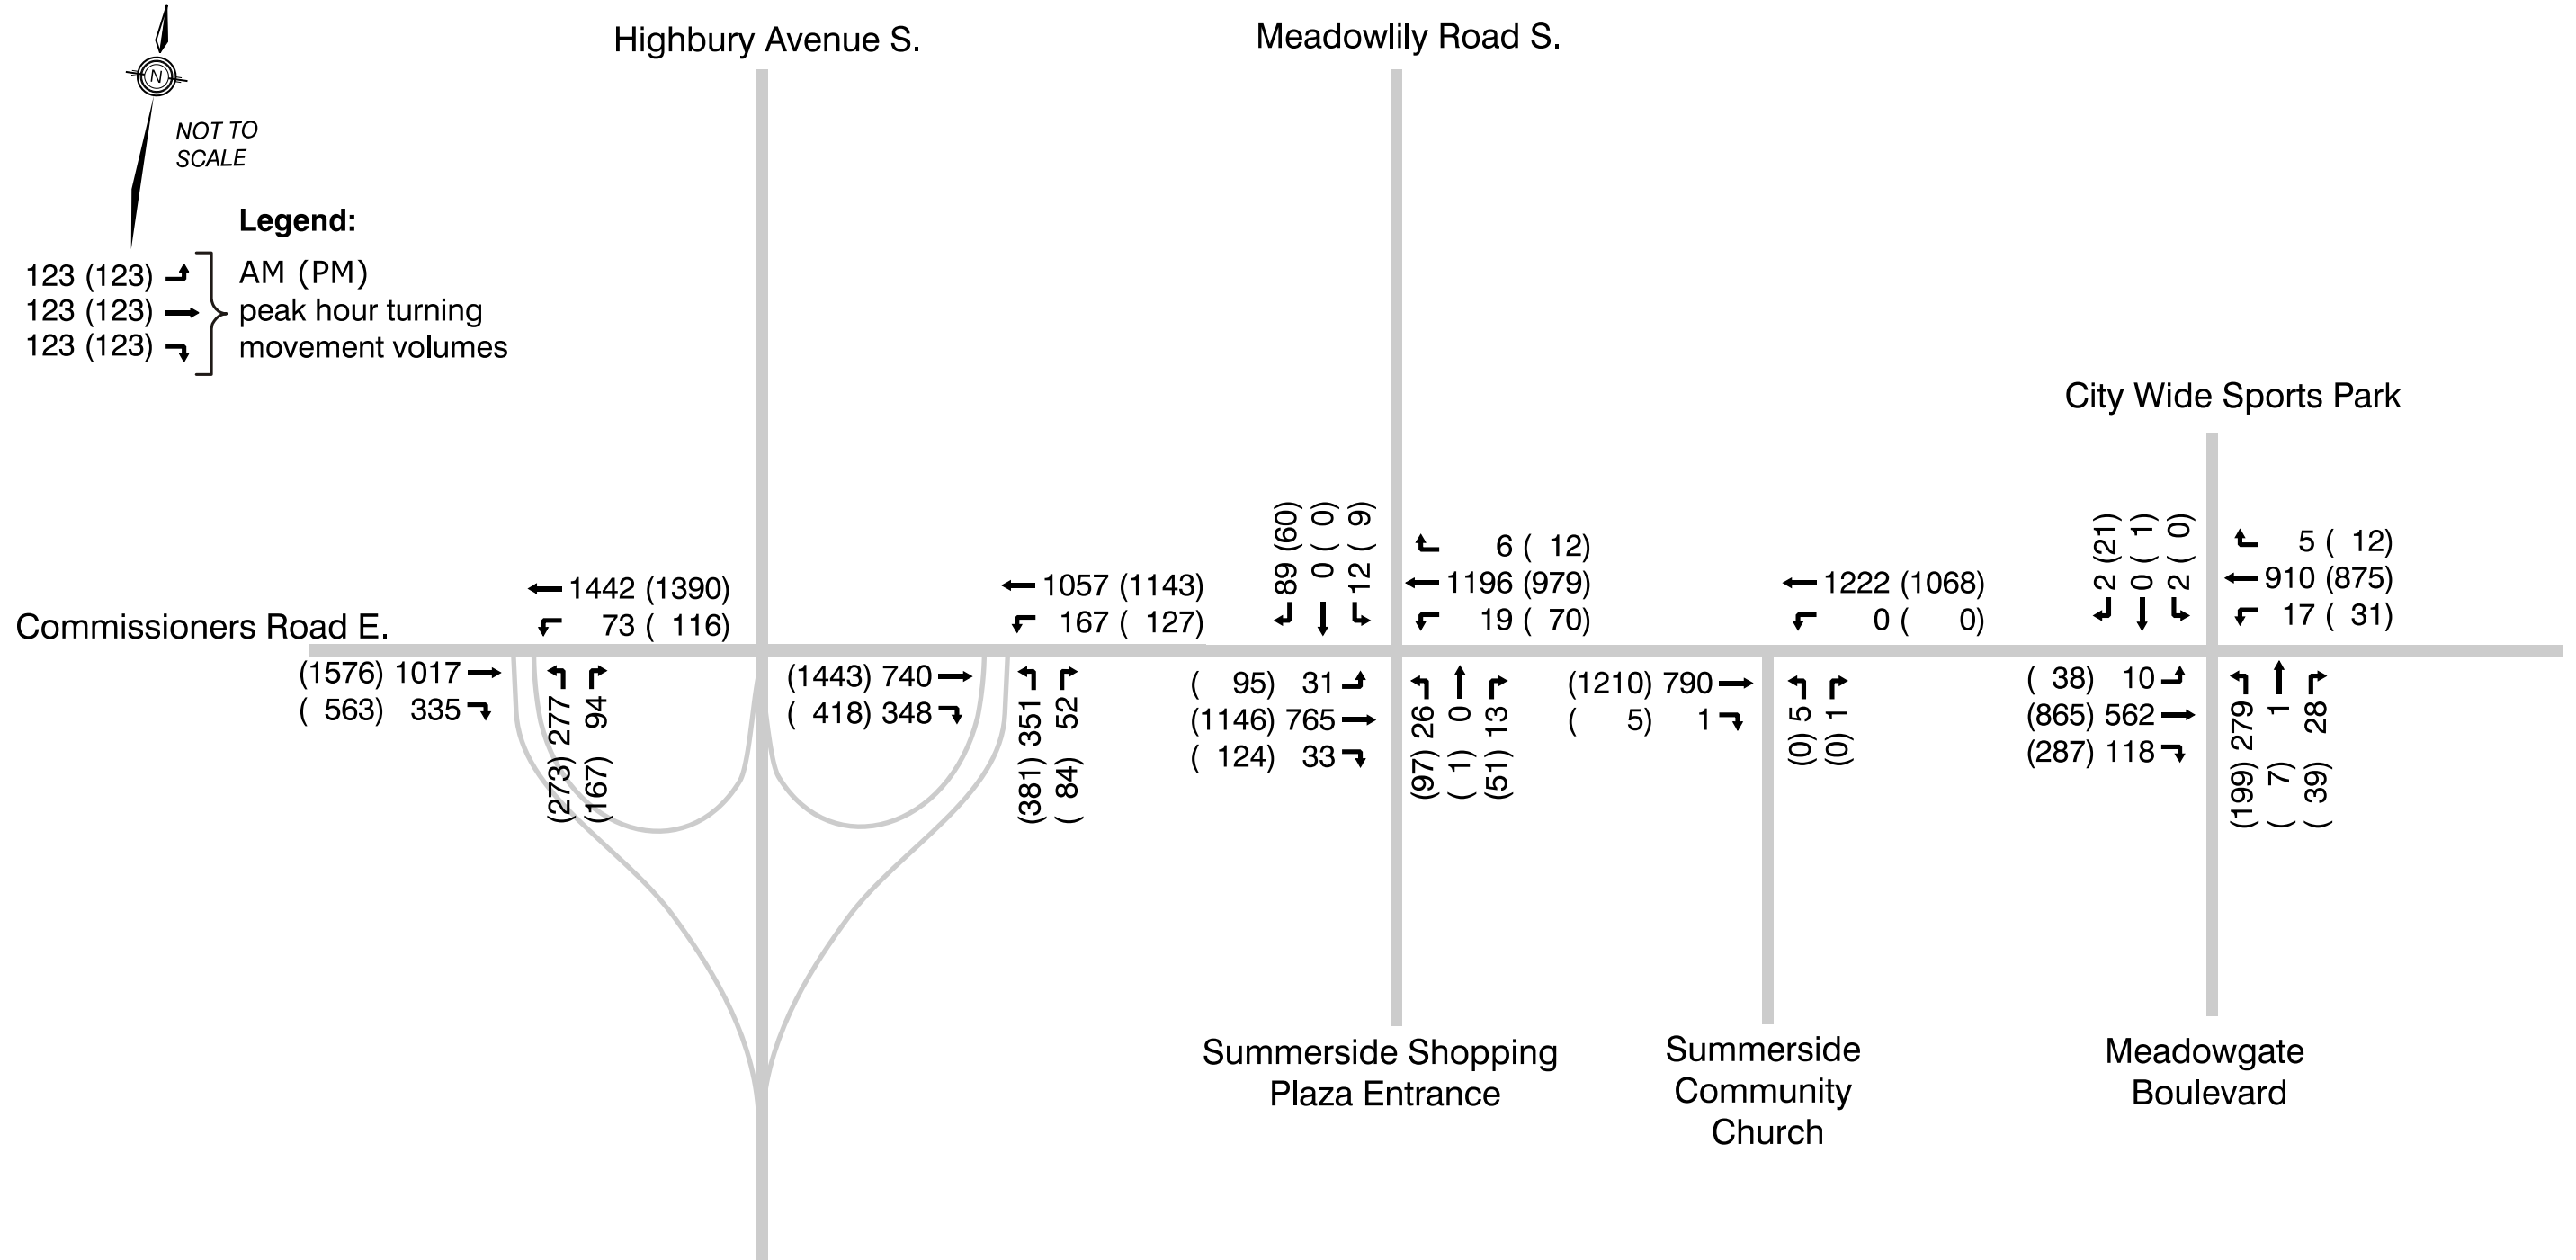 Highbury Avenue S.
Meadowlily Road S.
N
NOT TO
SCALE
Legend:
123 (123)
123 (123)
123 (123)
AM (PM)
peak hour turning
movement volumes
City Wide Sports Park
Commissioners Road E.
1442 (1390)
73 ( 116)
(1576) 1017
( 563) 335
(273) 277
(167) 94
1057 (1143)
167 ( 127)
(1443) 740
( 418) 348
(381) 351
( 84) 52
89 (60)
0 ( 0)
12 ( 9)
6 ( 12)
1196 (979)
19 ( 70)
( 95) 31
(1146) 765
( 124) 33
(97) 26
( 1) 0
(51) 13
1222 (1068)
0 ( 0)
(1210) 790
( 5) 1
(0) 5
(0) 1
2 (21)
0 ( 1)
2 ( 0)
5 ( 12)
910 (875)
17 ( 31)
( 38) 10
(865) 562
(287) 118
(199) 279
( 7) 1
( 39) 28
Summerside Shopping
Plaza Entrance
Summerside
Community
Church
Meadowgate
Boulevard